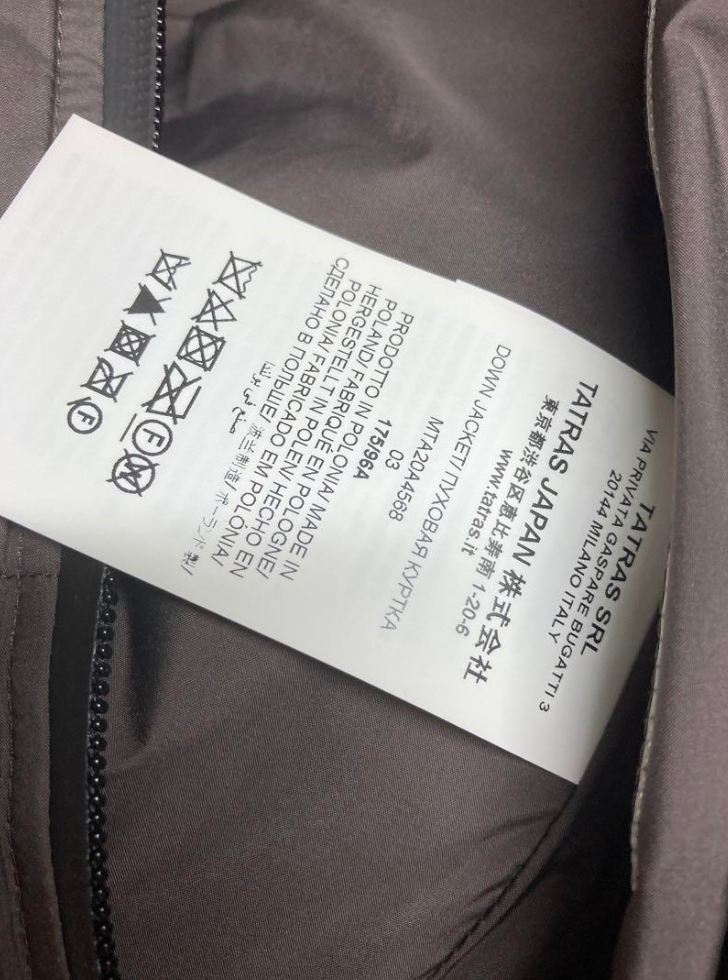 TATRAS SRL
VIA PRIVATA GASPARE BUGATTI 3
20144 MILANO ITALY
TATRAS JAPAN 株式会社
東京都渋谷区恵比寿南 1-20-6
www.tatras.it
DOWN JACKET/ ПУХОВАЯ КУРТКА
MTA20A4568
03
175/96A
PRODOTTO IN POLONIA/ MADE IN
POLAND/ FABRIQUÉ EN POLOGNE/
HERGESTELLT IN POLEN/ HECHO EN
POLONIA/ FABRICADO EM POLÓNIA/
СДЕЛАНО В ПОЛЬШЕ/
波兰制造/ ポーランド製/
F
F